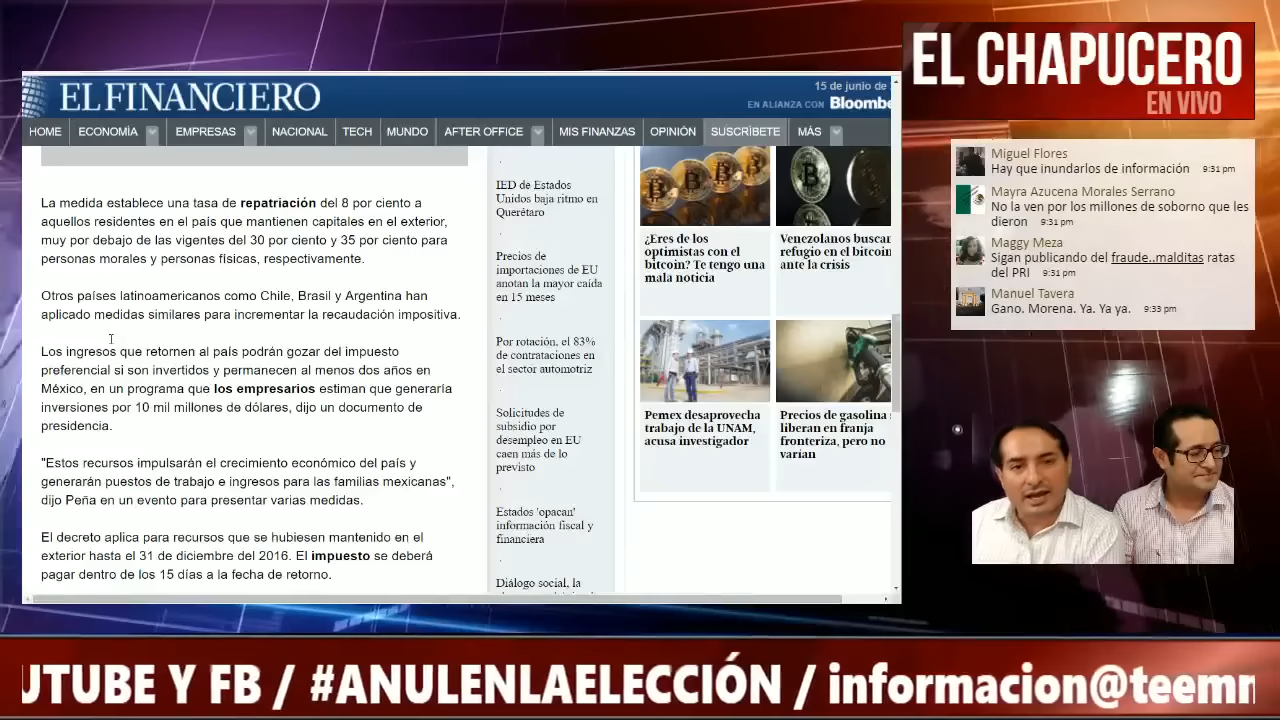 EL CHAPUCERO
EN VIVO
EL FINANCIERO
15 de junio de
EN ALIANZA CON Bloombe
HOME ECONOMÍA EMPRESAS NACIONAL TECH MUNDO AFTER OFFICE MIS FINANZAS OPINIÓN SUSCRÍBETE MÁS
La medida establece una tasa de repatriación del 8 por ciento a
aquellos residentes en el país que mantienen capitales en el exterior,
muy por debajo de las vigentes del 30 por ciento y 35 por ciento para
personas morales y personas físicas, respectivamente.
Otros países latinoamericanos como Chile, Brasil y Argentina han
aplicado medidas similares para incrementar la recaudación impositiva.
Los ingresos que retornen al país podrán gozar del impuesto
preferencial si son invertidos y permanecen al menos dos años en
México, en un programa que los empresarios estiman que generaría
inversiones por 10 mil millones de dólares, dijo un documento de
presidencia.
"Estos recursos impulsarán el crecimiento económico del país y
generarán puestos de trabajo e ingresos para las familias mexicanas",
dijo Peña en un evento para presentar varias medidas.
El decreto aplica para recursos que se hubiesen mantenido en el
exterior hasta el 31 de diciembre del 2016. El impuesto se deberá
pagar dentro de los 15 días a la fecha de retorno.
IED de Estados
Unidos baja ritmo en
Querétaro
Precios de
importaciones de EU
anotan la mayor caída
en 15 meses
Por rotación, el 83%
de contrataciones en
el sector automotriz
Solicitudes de
subsidio por
desempleo en EU
caen más de lo
previsto
Estados 'opacan'
información fiscal y
financiera
Diálogo social, la
¿Eres de los
optimistas con el
bitcoin? Te tengo una
mala noticia
Venezolanos buscan
refugio en el bitcoin
ante la crisis
Pemex desaprovecha
trabajo de la UNAM,
acusa investigador
Precios de gasolina
liberan en franja
fronteriza, pero no
varían
Miguel Flores
Hay que inundarlos de información 9:31 pm
Mayra Azucena Morales Serrano
No la ven por los millones de soborno que les
dieron 9:31 pm
Maggy Meza
Sigan publicando del fraude..malditas ratas
del PRI 9:31 pm
Manuel Tavera
Gano. Morena. Ya. Ya ya. 9:33 pm
UTUBE Y FB / #ANULENLAELECCIÓN / informacion@teem